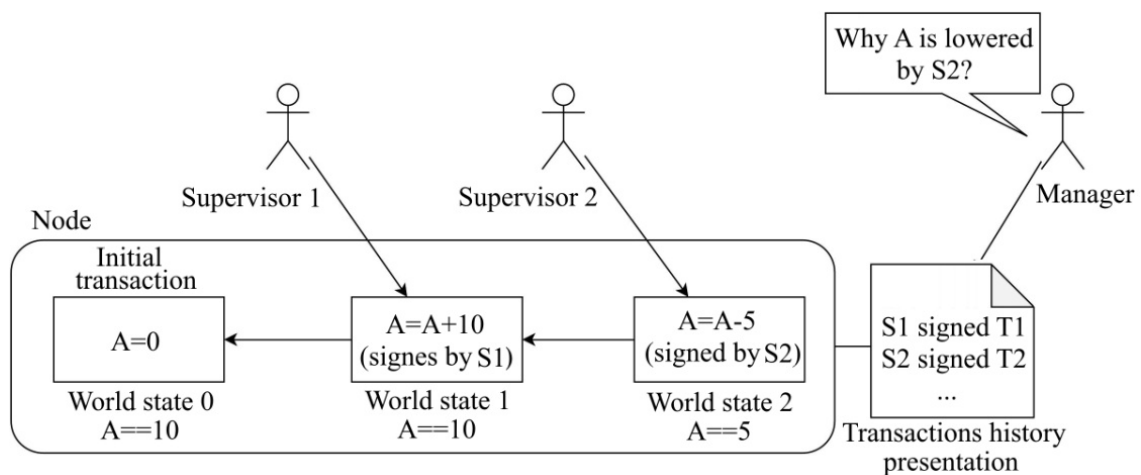 Why A is lowered
by S2?
Supervisor 1
Supervisor 2
Manager
Node
Initial
transaction
A=0
World state 0
A==10
A=A+10
(signes by S1)
World state 1
A==10
A=A-5
(signed by S2)
World state 2
A==5
S1 signed T1
S2 signed T2
...
Transactions history
presentation